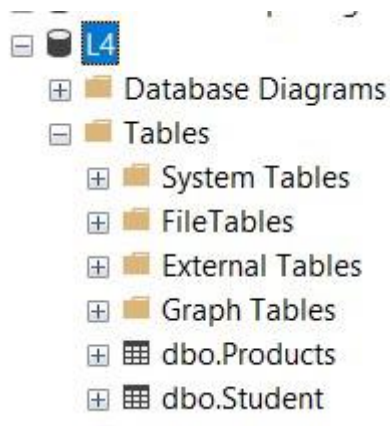 L4
Database Diagrams
Tables
System Tables
FileTables
External Tables
Graph Tables
dbo.Products
dbo.Student